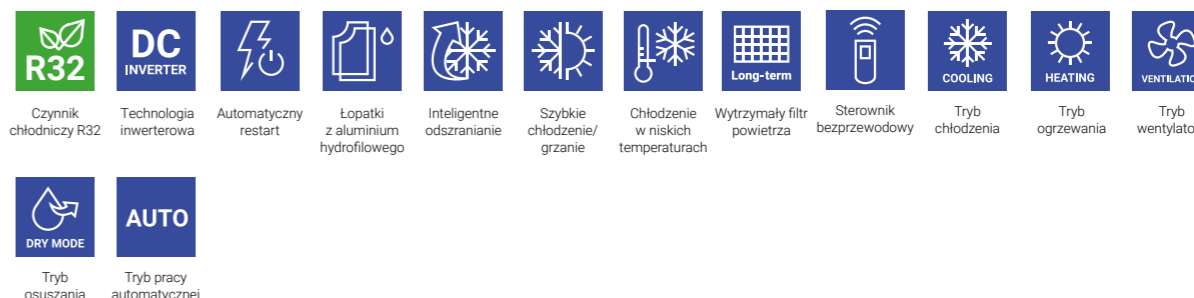 R32
Czynnik
chłodniczy R32
DC
INVERTER
Technologia
inwerterowa
Automatyczny
restart
Łopatki
z aluminium
hydrofilowego
Inteligentne
odszranianie
Szybkie
chłodzenie/
grzanie
Chłodzenie
w niskich
temperaturach
Long-term
Wytrzymały filtr
powietrza
Sterownik
bezprzewodowy
COOLING
Tryb
chłodzenia
HEATING
Tryb
ogrzewania
VENTILATIO
Tryb
wentylato
DRY MODE
Tryb
osuszania
AUTO
Tryb pracy
automatycznej